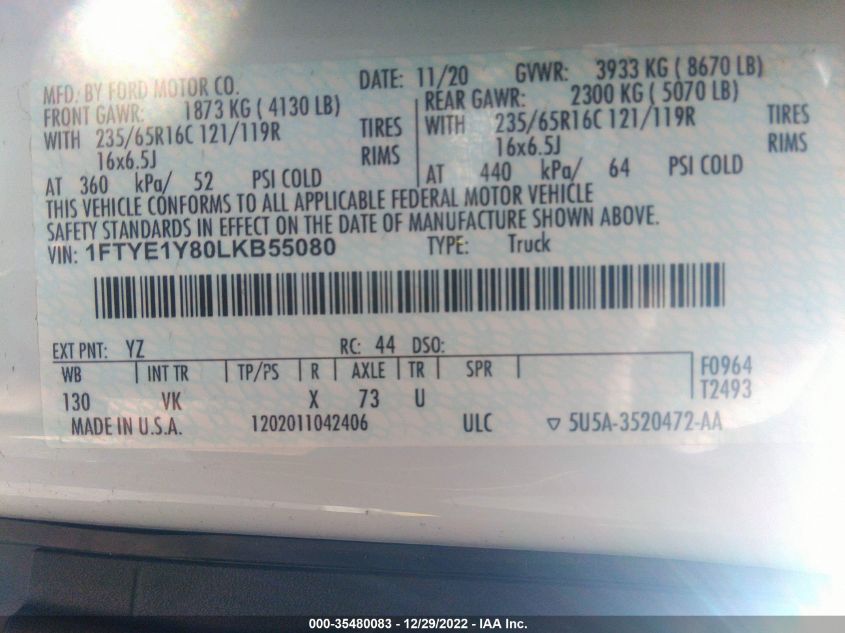 MFD. BY FORD MOTOR CO. DATE: 11/20 GVWR: 3933 KG ( 8670 LB)
FRONT GAWR: 1873 KG ( 4130 LB) REAR GAWR: 2300 KG ( 5070 LB)
WITH 235/65R16C 121/119R TIRES WITH 235/65R16C 121/119R TIRES
16x6.5J RIMS 16x6.5J RIMS
AT 360 kPa/ 52 PSI COLD AT 440 kPa/ 64 PSI COLD
THIS VEHICLE CONFORMS TO ALL APPLICABLE FEDERAL MOTOR VEHICLE
SAFETY STANDARDS IN EFFECT ON THE DATE OF MANUFACTURE SHOWN ABOVE.
VIN: 1FTYE1Y80LKB55080 TYPE: Truck
EXT PNT: YZ RC: 44 DSO:
WB INT TR TP/PS R AXLE TR SPR F0964
130 VK X 73 U T2493
MADE IN U.S.A. 1202011042406 ULC ▽ 5U5A-3520472-AA
000-35480083 - 12/29/2022 - IAA Inc.